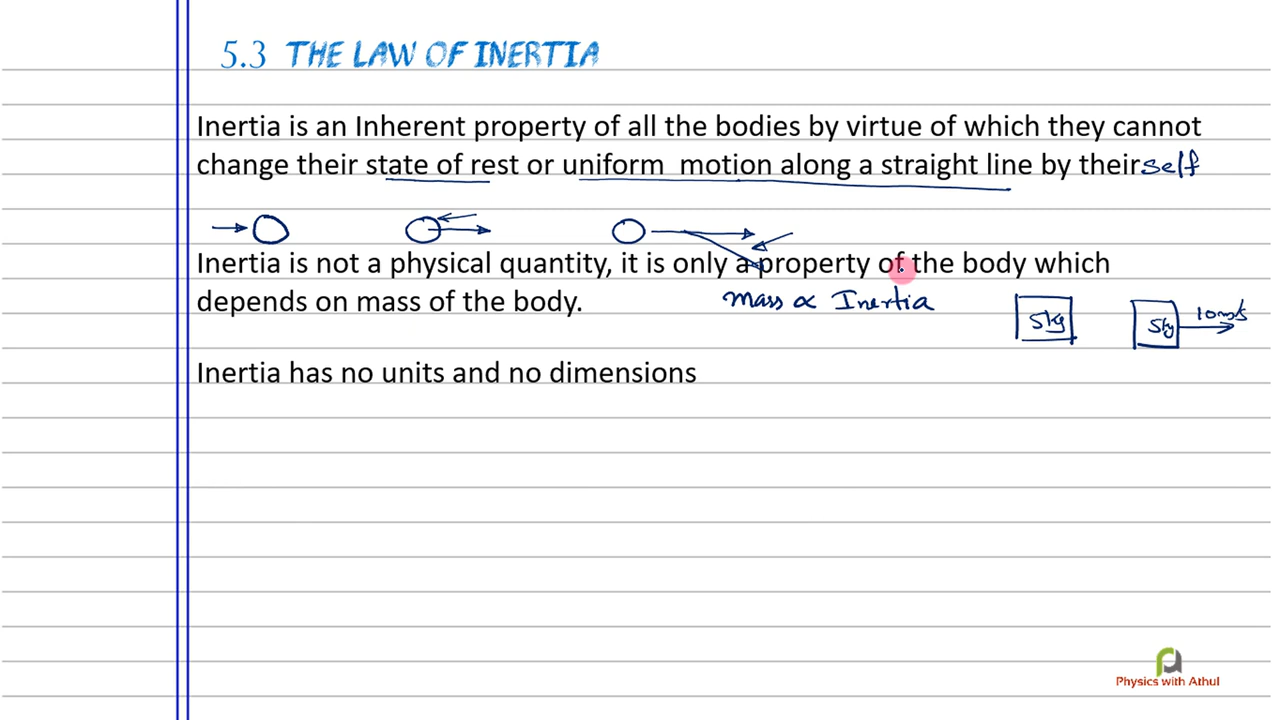 5.3 THE LAW OF INERTIA
Inertia is an Inherent property of all the bodies by virtue of which they cannot
change their state of rest or uniform motion along a straight line by theirself
Inertia is not a physical quantity, it is only a property of the body which
depends on mass of the body.
Mass ∝ Inertia
5kg
5kg
10m/s
Inertia has no units and no dimensions
Physics with Athul